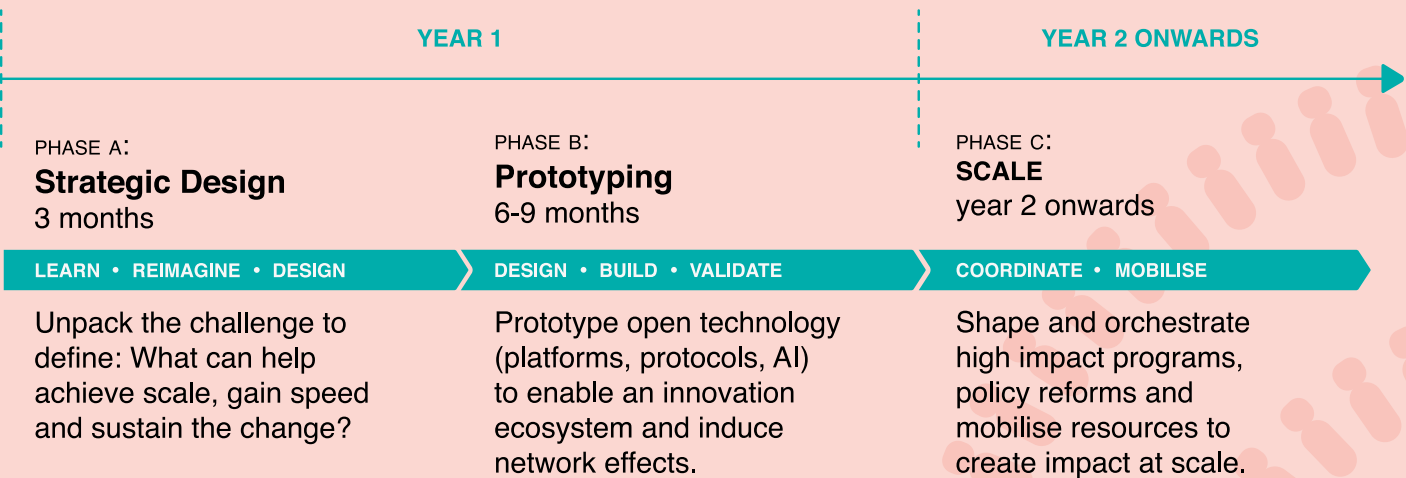 YEAR 1
YEAR 2 ONWARDS
PHASE A:
Strategic Design
3 months
LEARN • REIMAGINE • DESIGN
Unpack the challenge to
define: What can help
achieve scale, gain speed
and sustain the change?
PHASE B:
Prototyping
6-9 months
DESIGN • BUILD • VALIDATE
Prototype open technology
(platforms, protocols, AI)
to enable an innovation
ecosystem and induce
network effects.
PHASE C:
SCALE
year 2 onwards
COORDINATE • MOBILISE
Shape and orchestrate
high impact programs,
policy reforms and
mobilise resources to
create impact at scale.